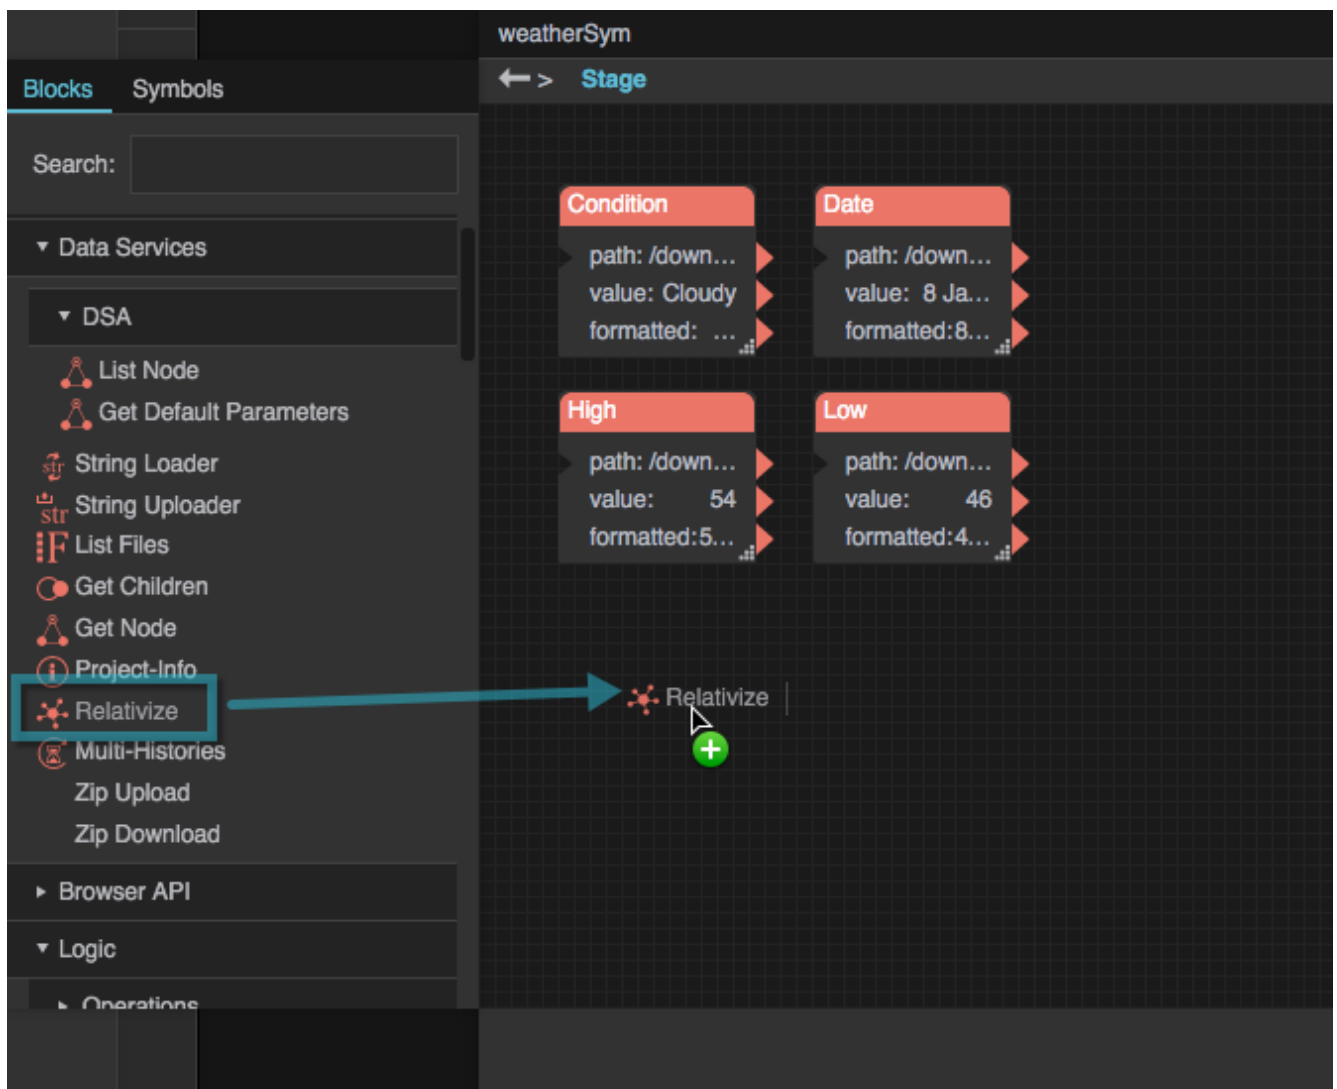 weatherSym
> Stage
Blocks Symbols
Search:
Data Services
DSA
List Node
Get Default Parameters
str String Loader
str String Uploader
F List Files
Get Children
Get Node
i Project-Info
Relativize
Multi-Histories
Zip Upload
Zip Download
Browser API
Logic
Operations
Condition
path: /down...
value: Cloudy
formatted: ...
Date
path: /down...
value: 8 Ja...
formatted:8...
High
path: /down...
value: 54
formatted:5...
Low
path: /down...
value: 46
formatted:4...
Relativize